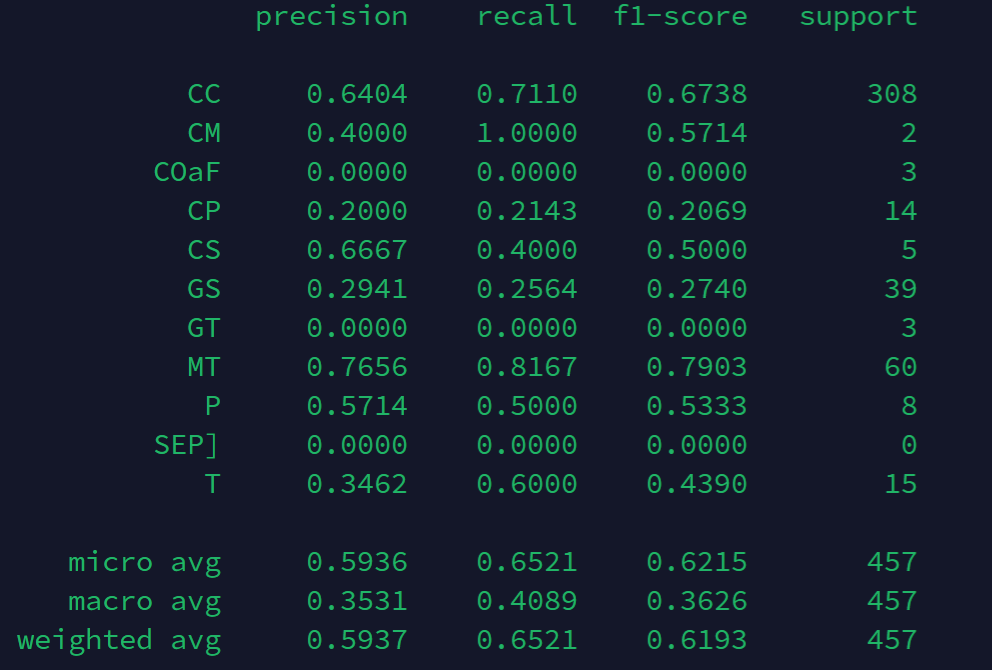 precision recall f1-score support
CC 0.6404 0.7110 0.6738 308
CM 0.4000 1.0000 0.5714 2
COaF 0.0000 0.0000 0.0000 3
CP 0.2000 0.2143 0.2069 14
CS 0.6667 0.4000 0.5000 5
GS 0.2941 0.2564 0.2740 39
GT 0.0000 0.0000 0.0000 3
MT 0.7656 0.8167 0.7903 60
P 0.5714 0.5000 0.5333 8
SEP] 0.0000 0.0000 0.0000 0
T 0.3462 0.6000 0.4390 15
micro avg 0.5936 0.6521 0.6215 457
macro avg 0.3531 0.4089 0.3626 457
weighted avg 0.5937 0.6521 0.6193 457